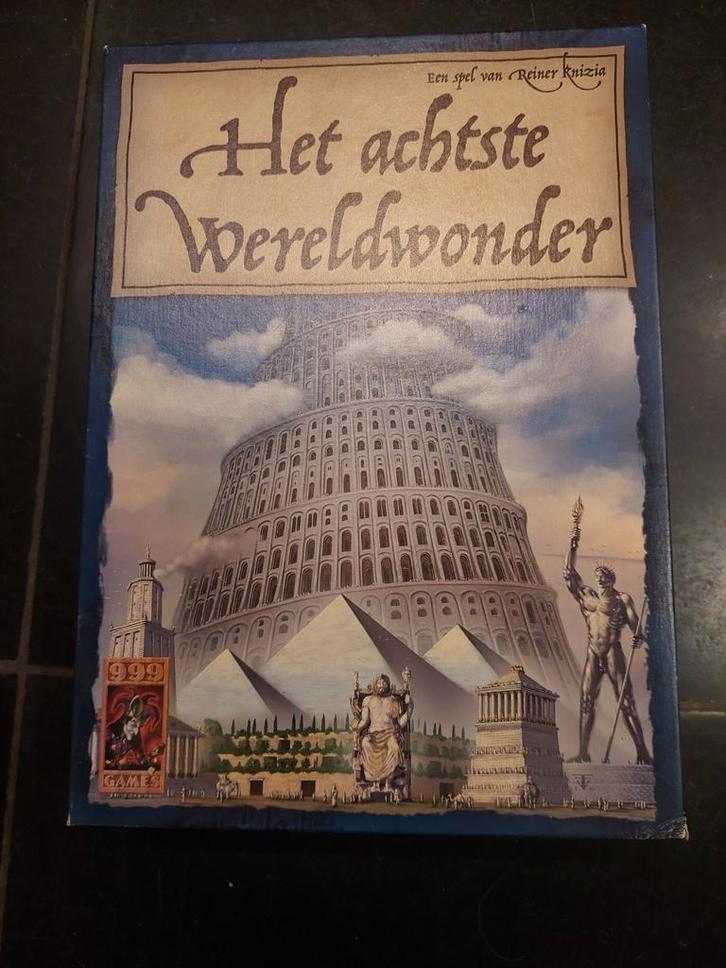 Een spel van Reiner Knizia
Het achtste
Wereldwonder
999
GAMES